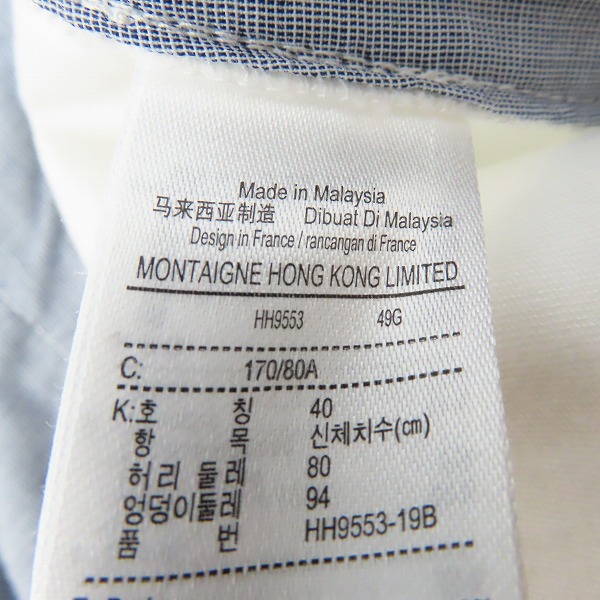 Made in Malaysia
马来西亚制造 Dibuat Di Malaysia
Design in France / rancangan di France
MONTAIGNE HONG KONG LIMITED
HH9553 49G
C: 170/80A
K:호 칭 40
항 목 신체치수(cm)
허리 둘레 80
엉덩이둘레 94
품 번 HH9553-19B